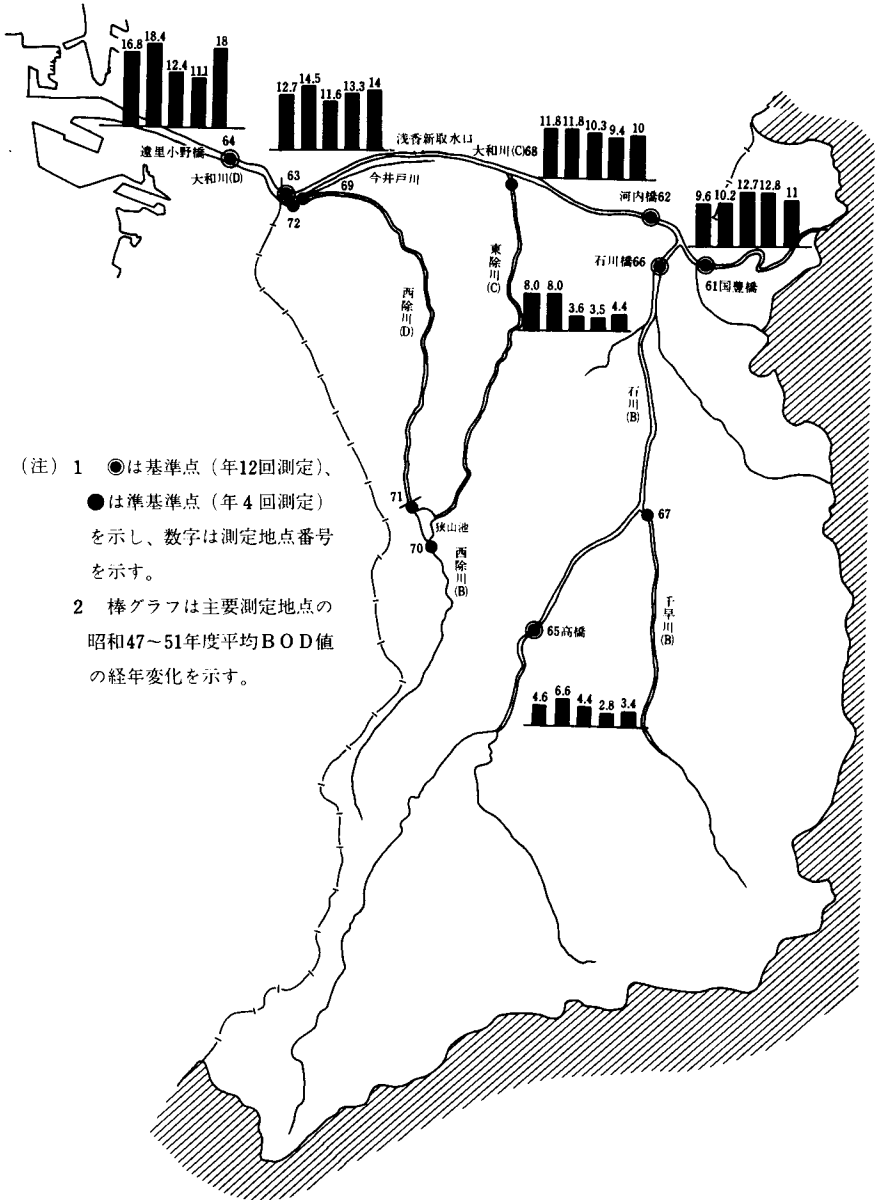 16.8 18.4 12.4 11.1 18
12.7 14.5 11.6 13.3 14
11.8 11.8 10.3 9.4 10
9.6 10.2 12.7 12.8 11
浅香新取水口
大和川(C)68
64
遠里小野橋
大和川(D)
63
69
今井戸川
72
河内橋62
石川橋66
61国豊橋
東除川(C)
8.0 8.0 3.6 3.5 4.4
西除川(D)
石川(B)
(注) 1 ◉は基準点(年12回測定)、
●は準基準点(年4回測定)
を示し、数字は測定地点番号
を示す。
2 棒グラフは主要測定地点の
昭和47~51年度平均BOD値
の経年変化を示す。
71
狭山池
70
西除川(B)
67
千早川(B)
65高橋
4.6 6.6 4.4 2.8 3.4